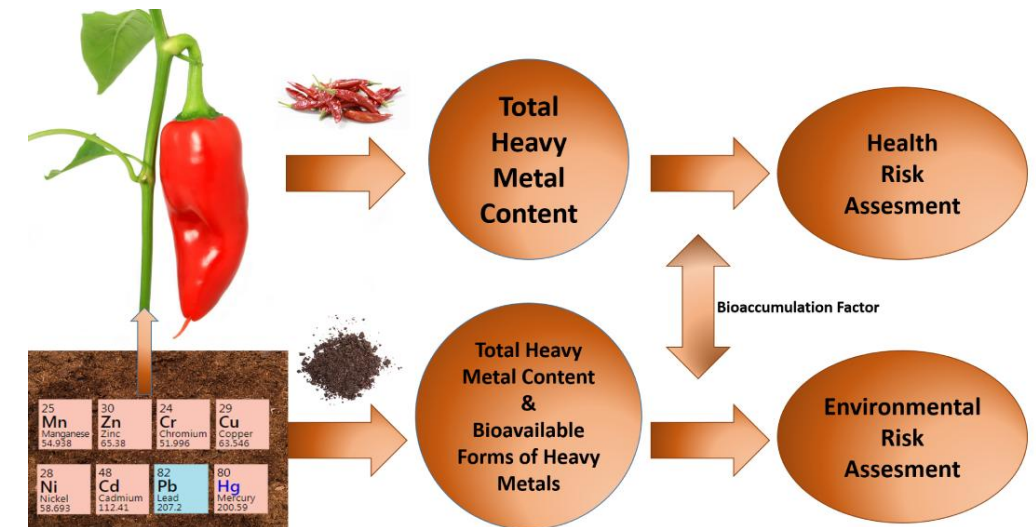 Total
Heavy
Metal
Content
Health
Risk
Assesment
Bioaccumulation Factor
Total Heavy
Metal Content
&
Bioavailable
Forms of Heavy
Metals
Environmental
Risk
Assesment
25
Mn
Manganese
54.938
30
Zn
Zinc
65.38
24
Cr
Chromium
51.996
29
Cu
Copper
63.546
28
Ni
Nickel
58.693
48
Cd
Cadmium
112.41
82
Pb
Lead
207.2
80
Hg
Mercury
200.59